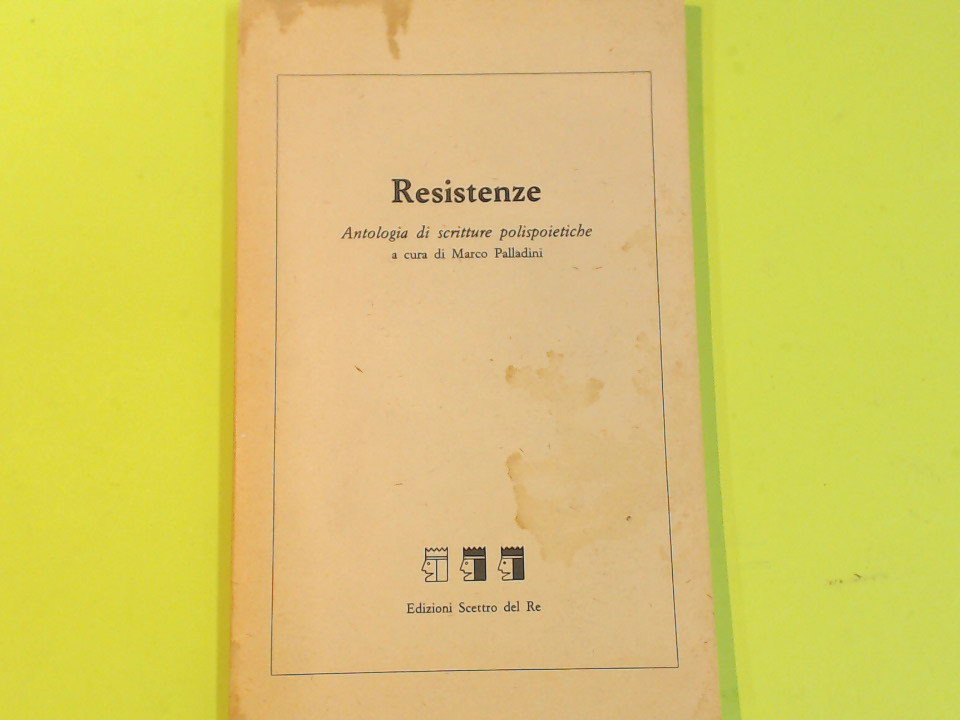 Resistenze
Antologia di scritture polispoietiche
a cura di Marco Palladini
Edizioni Scettro del Re